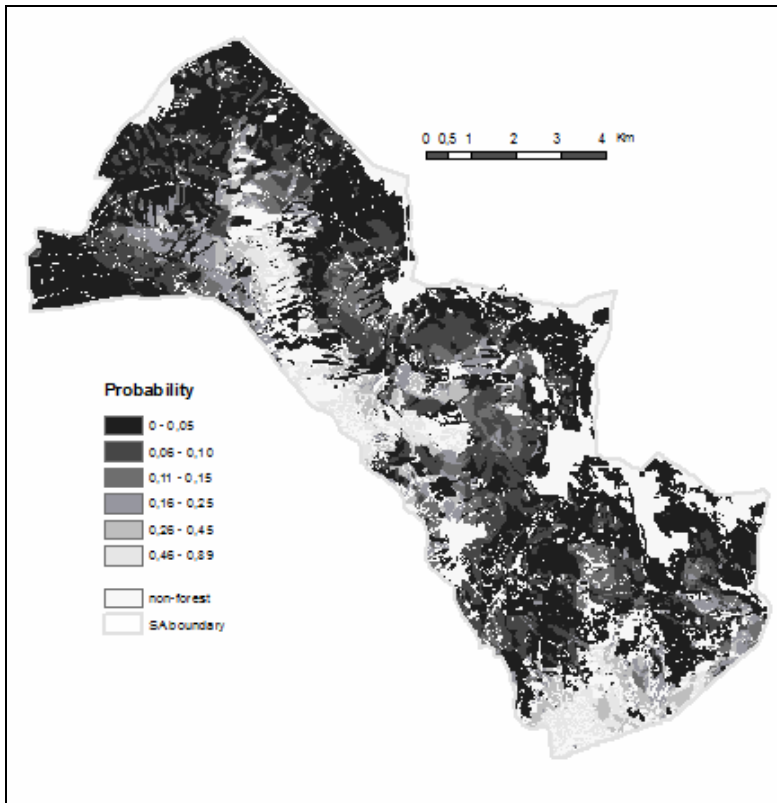 0 0,5 1 2 3 4 Km
Probability
0 - 0,05
0,06 - 0,10
0,11 - 0,15
0,16 - 0,25
0,26 - 0,45
0,46 - 0,89
non-forest
SA boundary